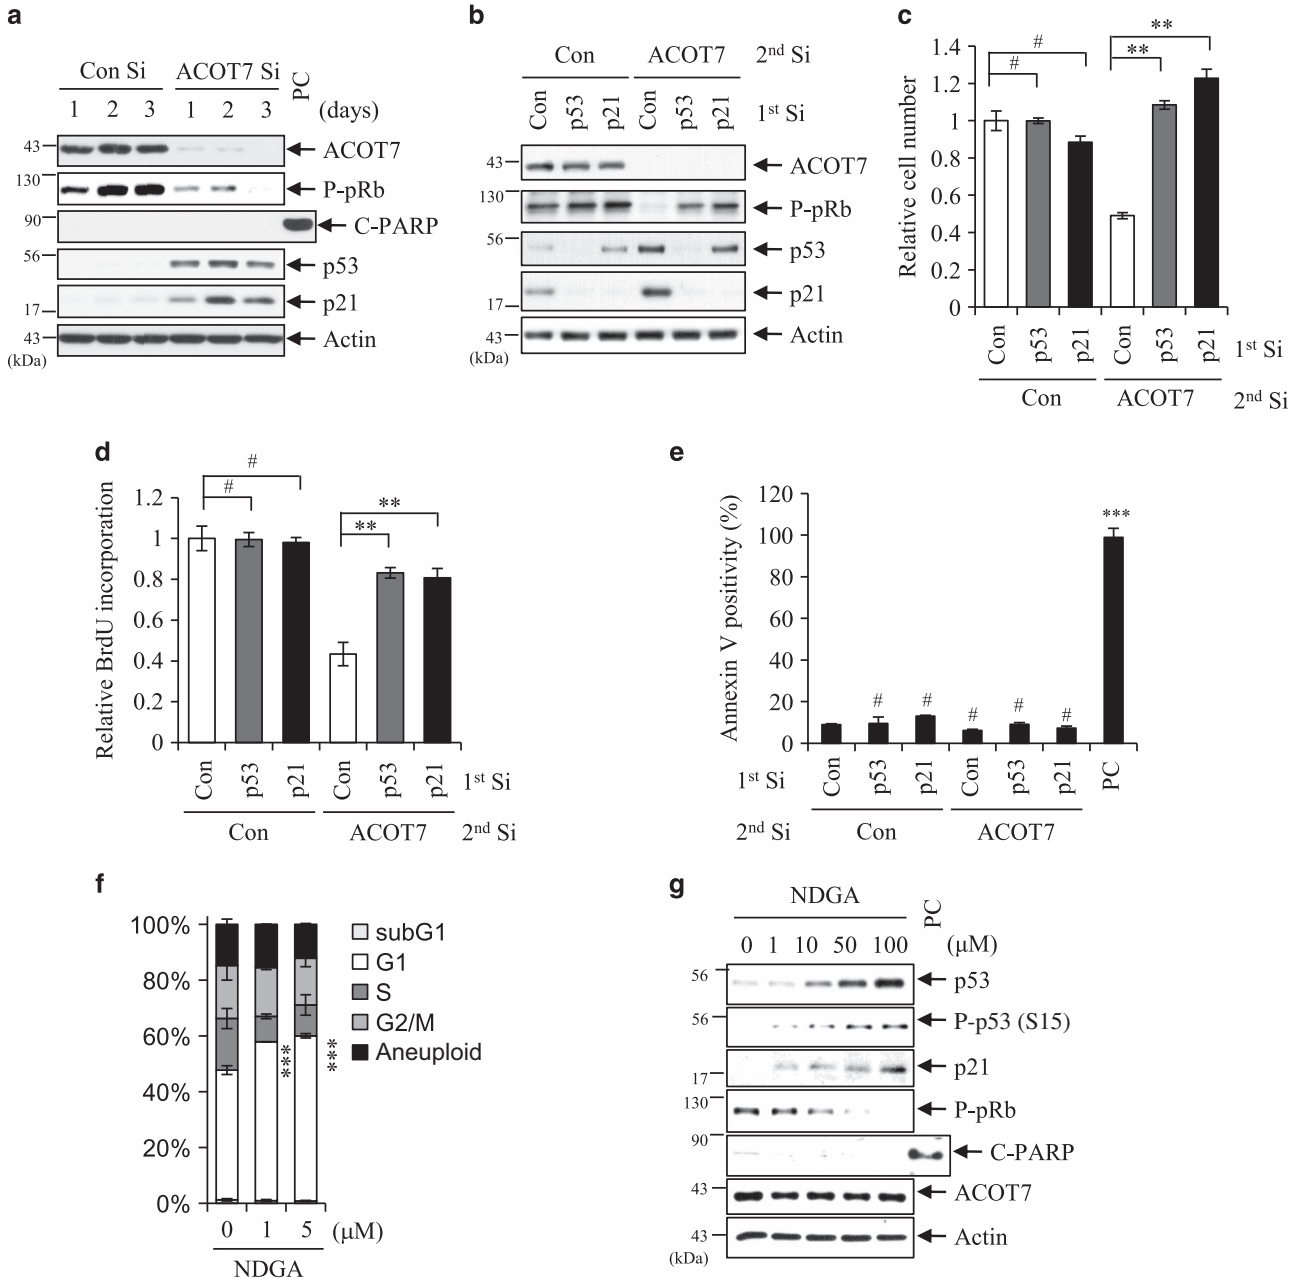 a
Con Si ACOT7 Si PC
1 2 3 1 2 3 (days)
43 ACOT7
130 P-pRb
90 C-PARP
56 p53
17 p21
43 Actin
(kDa)
b
Con ACOT7 2nd Si
Con p53 p21 Con p53 p21 1st Si
43 ACOT7
130 P-pRb
56 p53
17 p21
43 Actin
(kDa)
c
Relative cell number
1.4
1.2
1
0.8
0.6
0.4
0.2
0
# # ** **
Con p53 p21 Con p53 p21 1st Si
Con ACOT7 2nd Si
d
Relative BrdU incorporation
1.2
1
0.8
0.6
0.4
0.2
0
# # ** **
Con p53 p21 Con p53 p21 1st Si
Con ACOT7 2nd Si
e
Annexin V positivity (%)
120
100
80
60
40
20
0
# # # # # ***
1st Si Con p53 p21 Con p53 p21 PC
2nd Si Con ACOT7
f
100%
80%
60%
40%
20%
0%
*** ***
subG1
G1
S
G2/M
Aneuploid
0 1 5 (μM)
NDGA
g
NDGA PC
0 1 10 50 100 (μM)
56 p53
56 P-p53 (S15)
17 p21
130 P-pRb
90 C-PARP
43 ACOT7
43 Actin
(kDa)